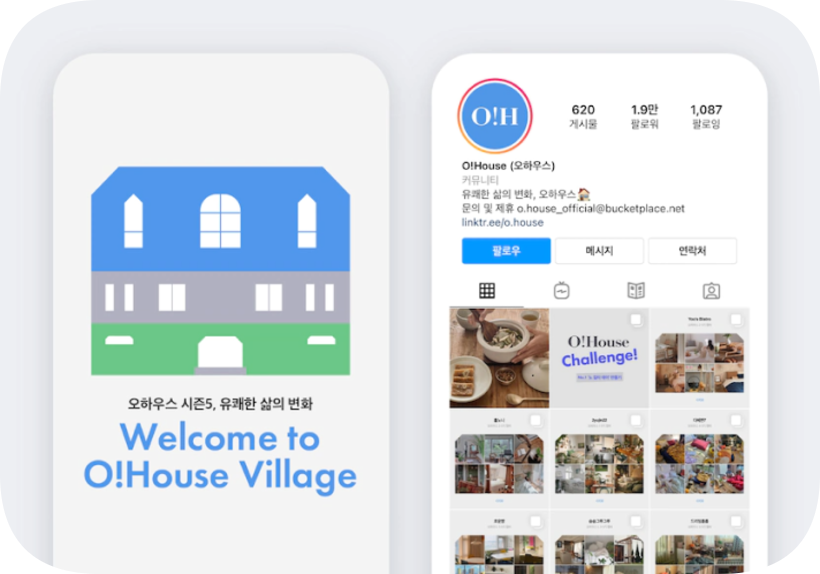 오하우스 시즌5, 유쾌한 삶의 변화
Welcome to
O!House Village
O!H
620
게시물
1.9만
팔로워
1,087
팔로잉
O!House (오하우스)
커뮤니티
유쾌한 삶의 변화, 오하우스🏠
문의 및 제휴 o.house_official@bucketplace.net
linktr.ee/o.house
팔로우
메시지
연락처
O!House
Challenge!